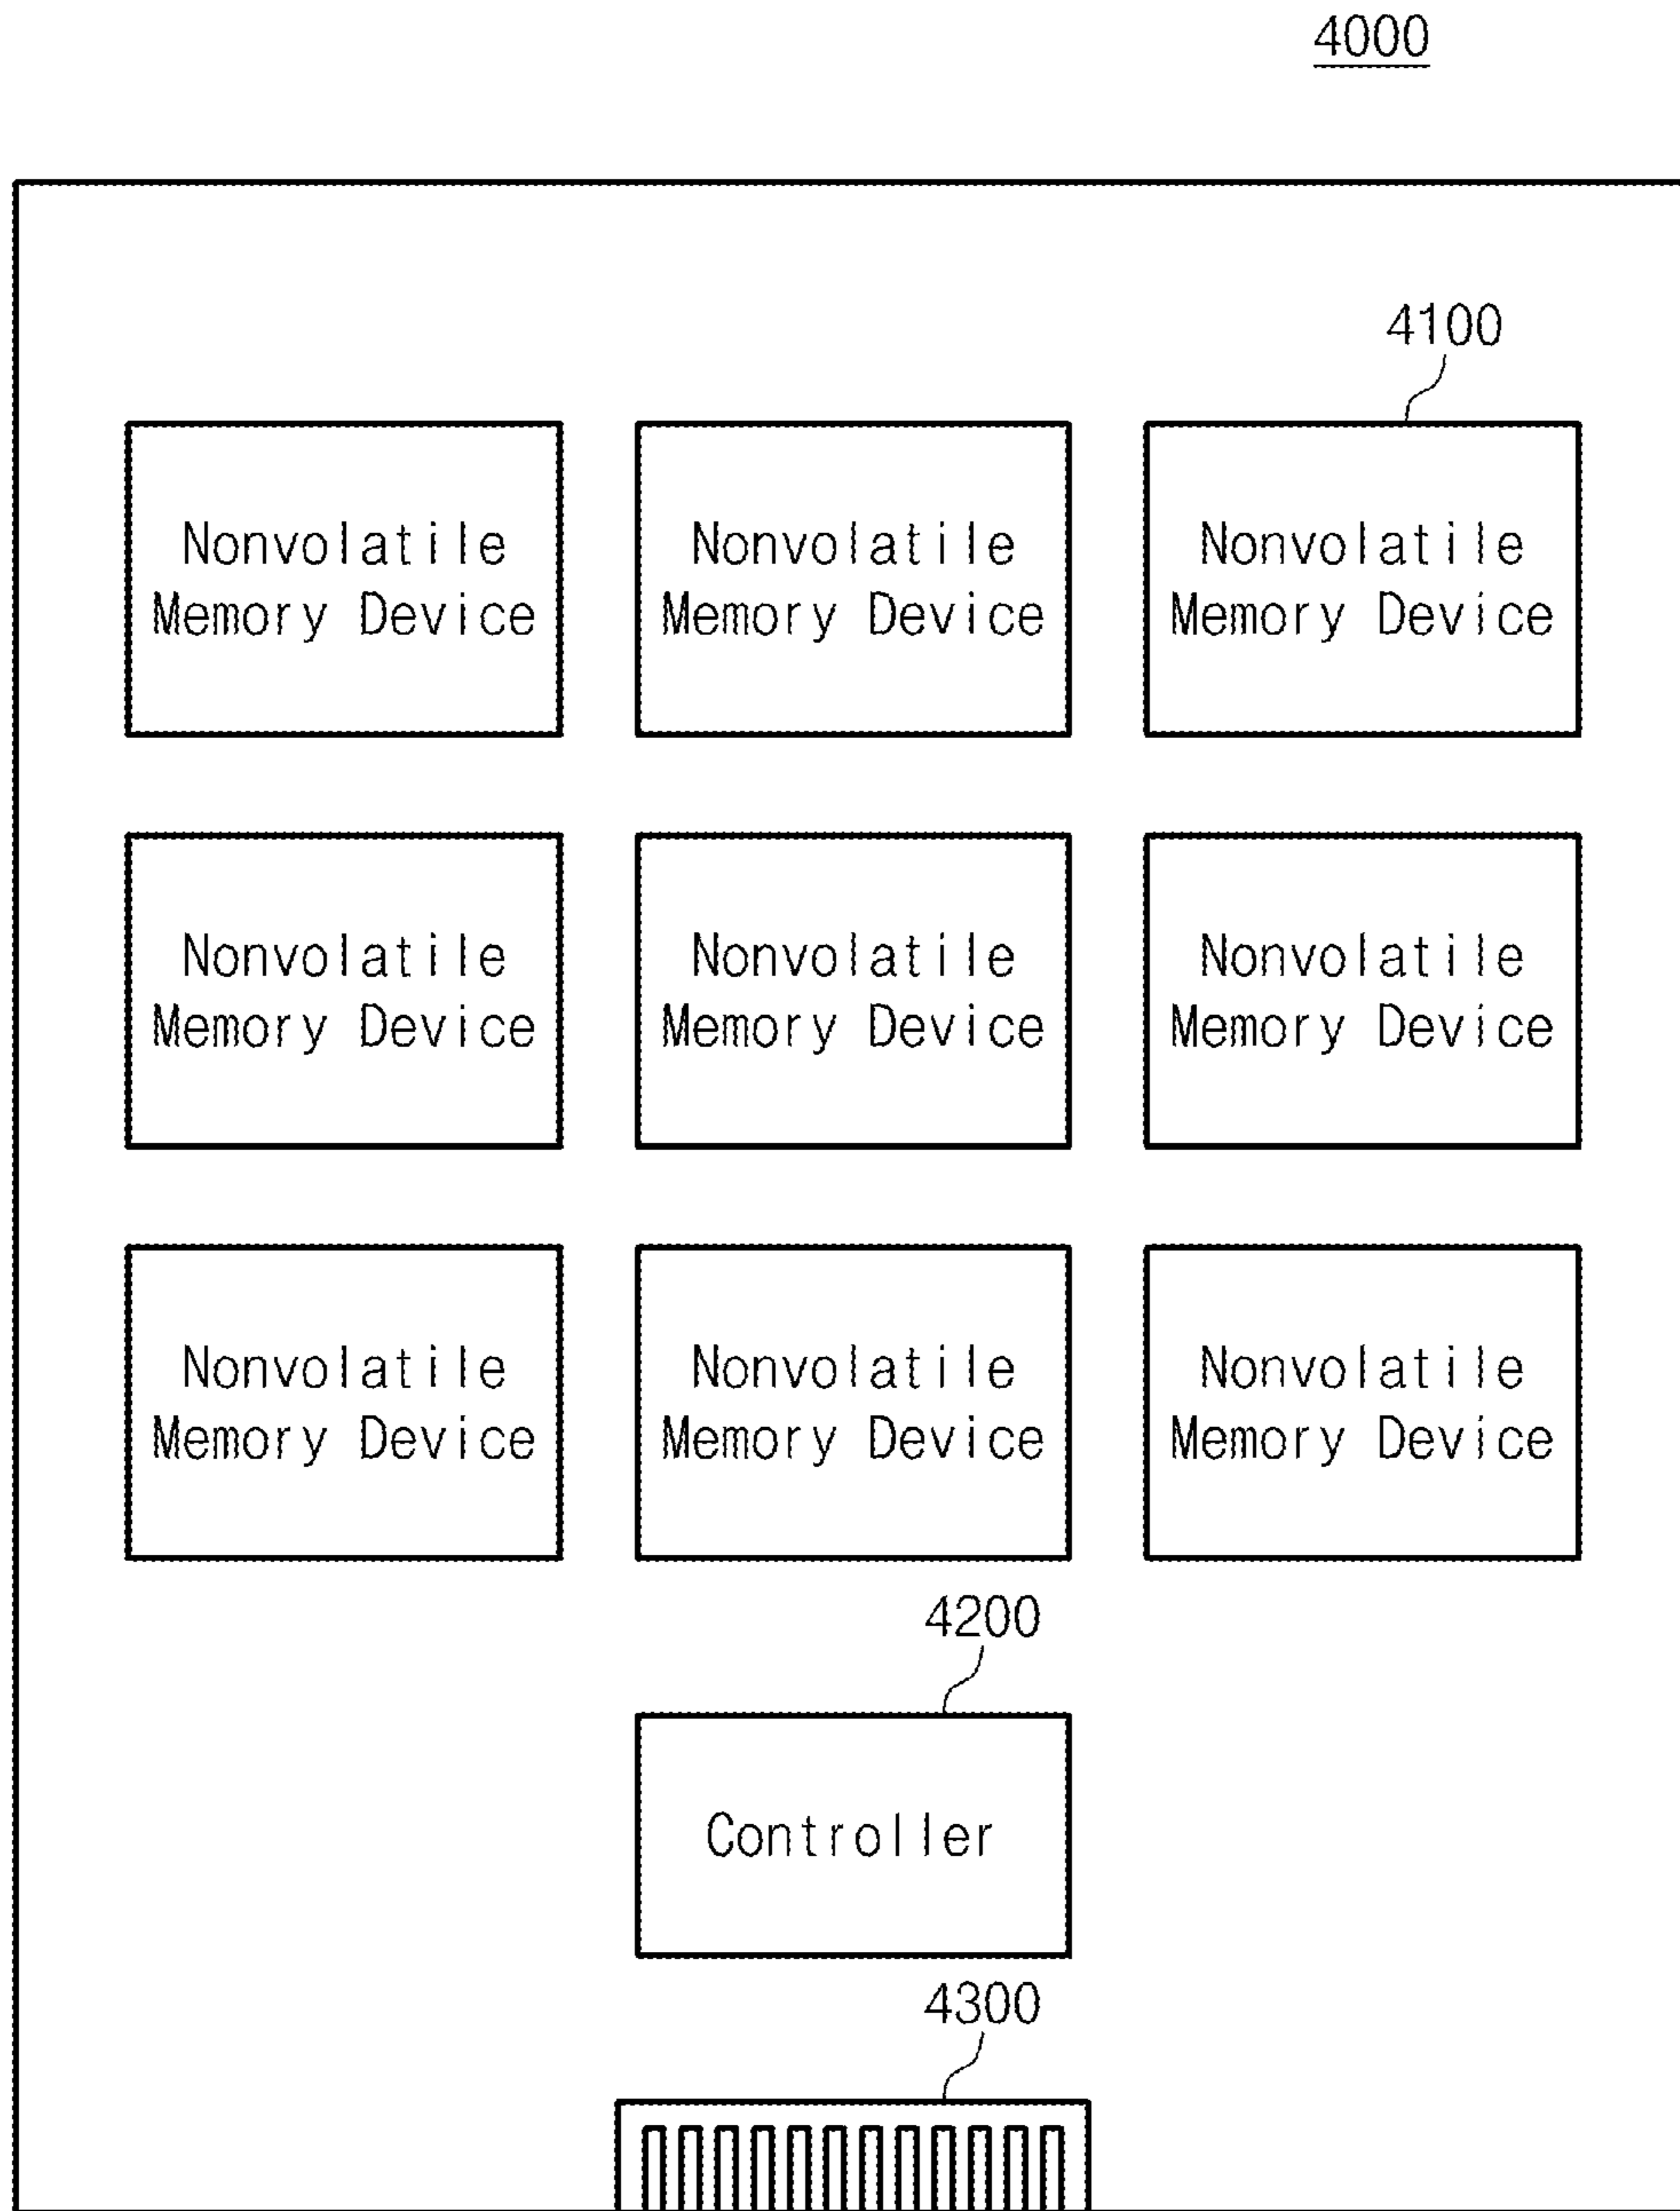 4000
4100
Nonvolatile Nonvolatile Nonvolatile
Memory Device Memory Device Memory Device
Nonvolatile Nonvolatile Nonvolatile
Memory Device Memory Device Memory Device
Nonvolatile Nonvolatile Nonvolatile
Memory Device Memory Device Memory Device
4200
Controller
4300